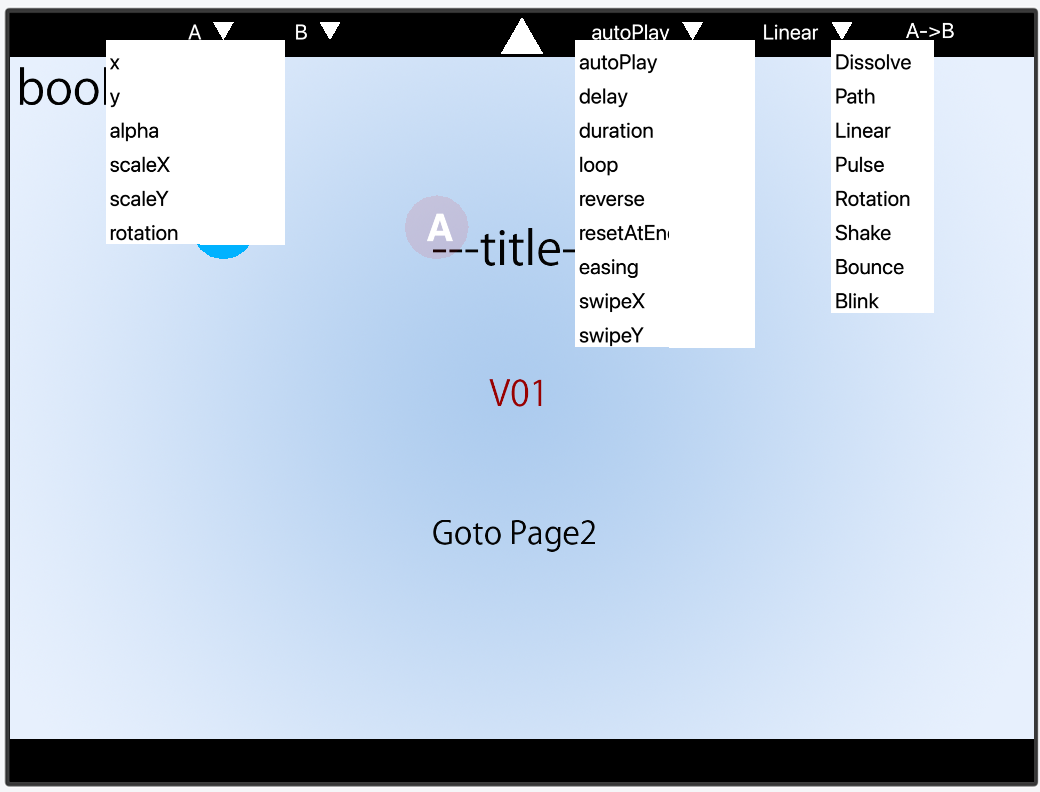 A B autoPlay Linear A->B
boo
x
y
alpha
scaleX
scaleY
rotation
autoPlay
delay
duration
loop
reverse
resetAtEn
easing
swipeX
swipeY
Dissolve
Path
Linear
Pulse
Rotation
Shake
Bounce
Blink
A
---title-
V01
Goto Page2